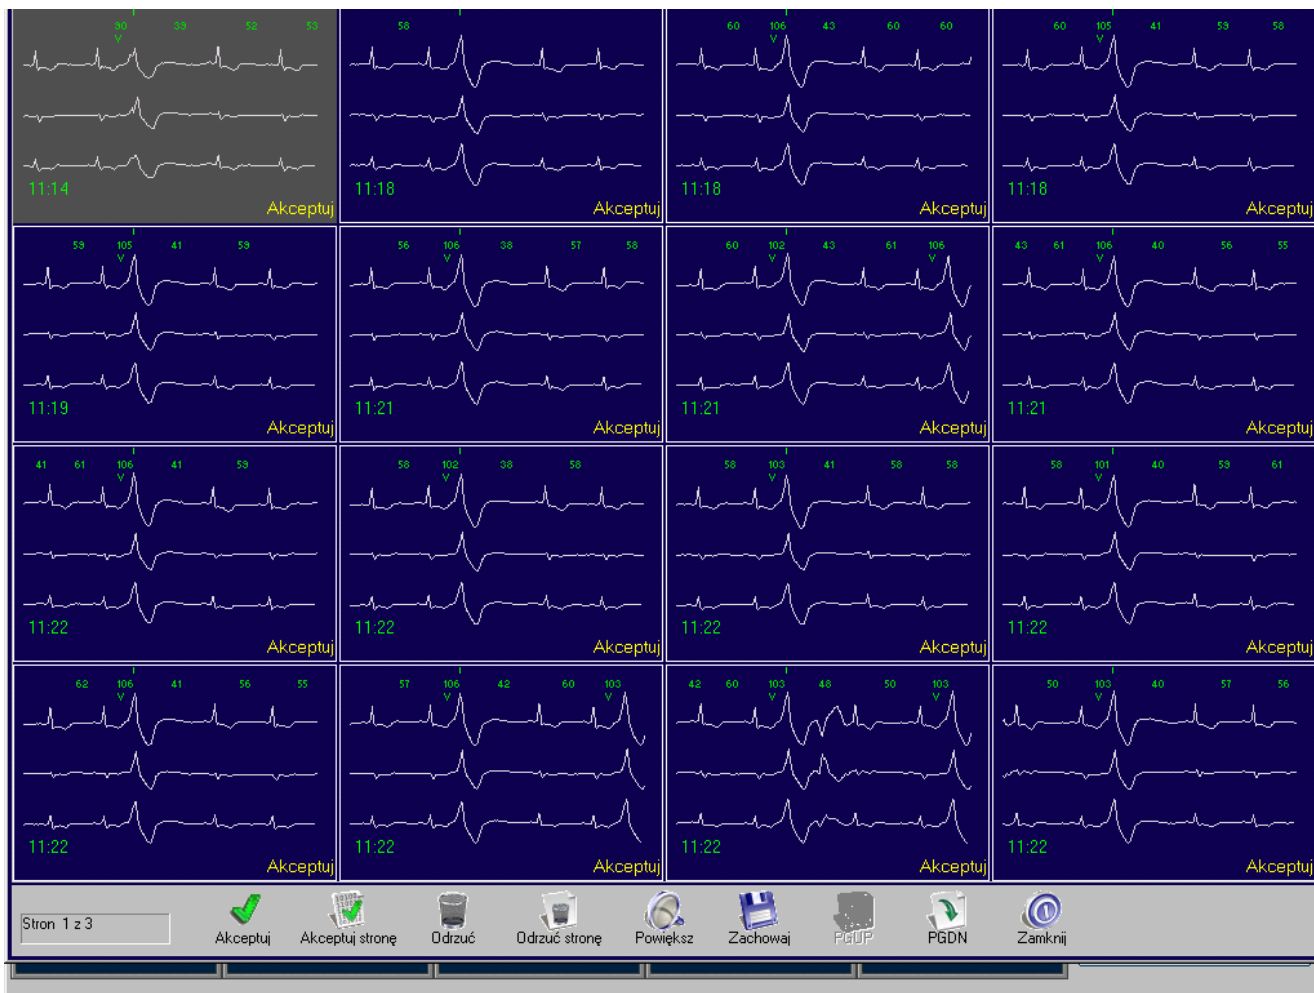 90 39 52 53
V
11:14
Akceptuj
58
11:18
Akceptuj
60 106 43 60 60
V
11:18
Akceptuj
60 105 41 59 58
V
11:18
Akceptuj
59 105 41 59
V
11:19
Akceptuj
56 106 38 57 58
V
11:21
Akceptuj
60 102 43 61 106
V V
11:21
Akceptuj
43 61 106 40 56 55
V
11:21
Akceptuj
41 61 106 41 59
V
11:22
Akceptuj
58 102 38 58
V
11:22
Akceptuj
58 103 41 58 58
V
11:22
Akceptuj
58 101 40 59 61
V
11:22
Akceptuj
62 106 41 56 55
V
11:22
Akceptuj
57 106 42 60 103
V V
11:22
Akceptuj
42 60 103 48 50 103
V V
11:22
Akceptuj
50 103 40 57 56
V
11:22
Akceptuj
Stron 1 z 3
Akceptuj
Akceptuj stronę
Odrzuć
Odrzuć stronę
Powiększ
Zachowaj
PGUP
PGDN
Zamknij